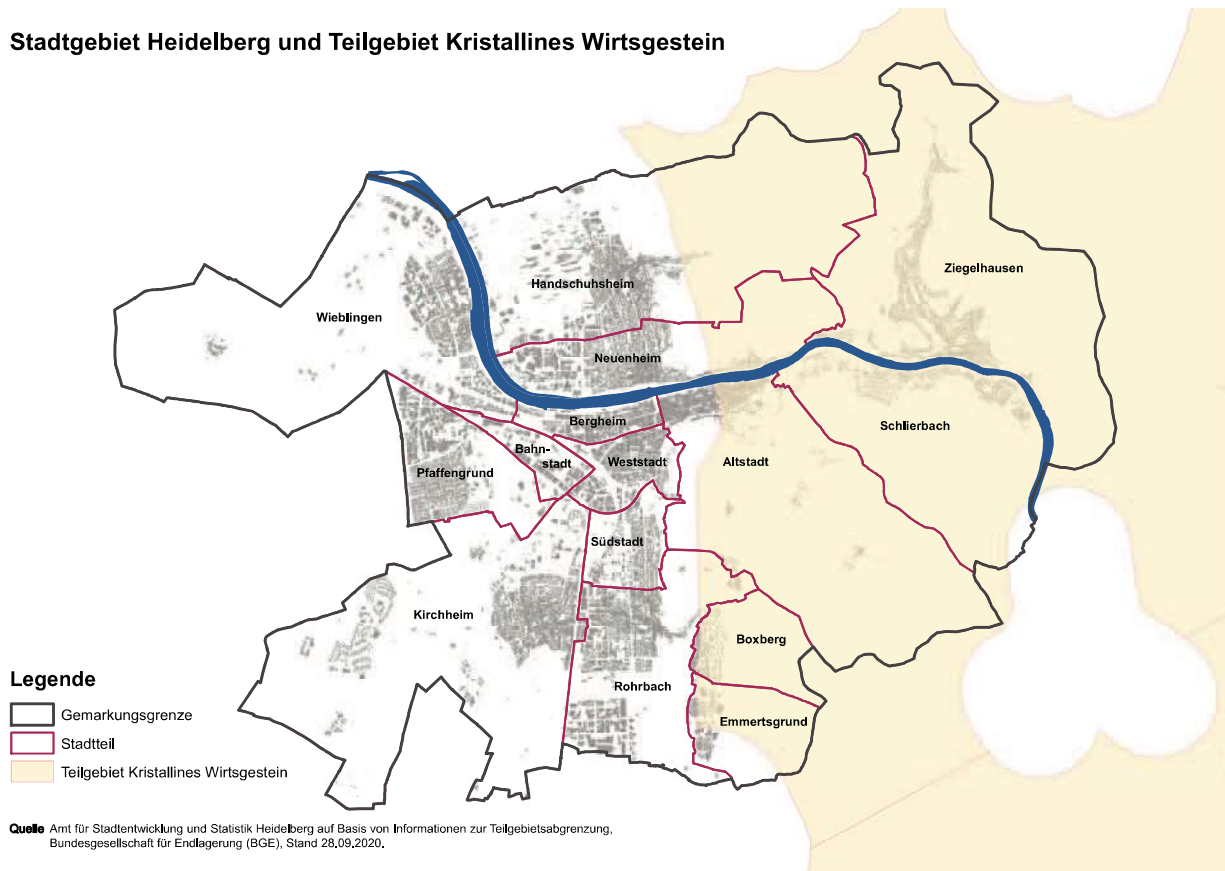 Stadtgebiet Heidelberg und Teilgebiet Kristallines Wirtsgestein
Ziegelhausen
Handschuhsheim
Wieblingen
Neuenheim
Bergheim
Schlierbach
Bahn-
stadt
Weststadt
Altstadt
Pfaffengrund
Südstadt
Kirchheim
Boxberg
Rohrbach
Emmertsgrund
Legende
Gemarkungsgrenze
Stadtteil
Teilgebiet Kristallines Wirtsgestein
Quelle Amt für Stadtentwicklung und Statistik Heidelberg auf Basis von Informationen zur Teilgebietsabgrenzung,
Bundesgesellschaft für Endlagerung (BGE), Stand 28.09.2020.